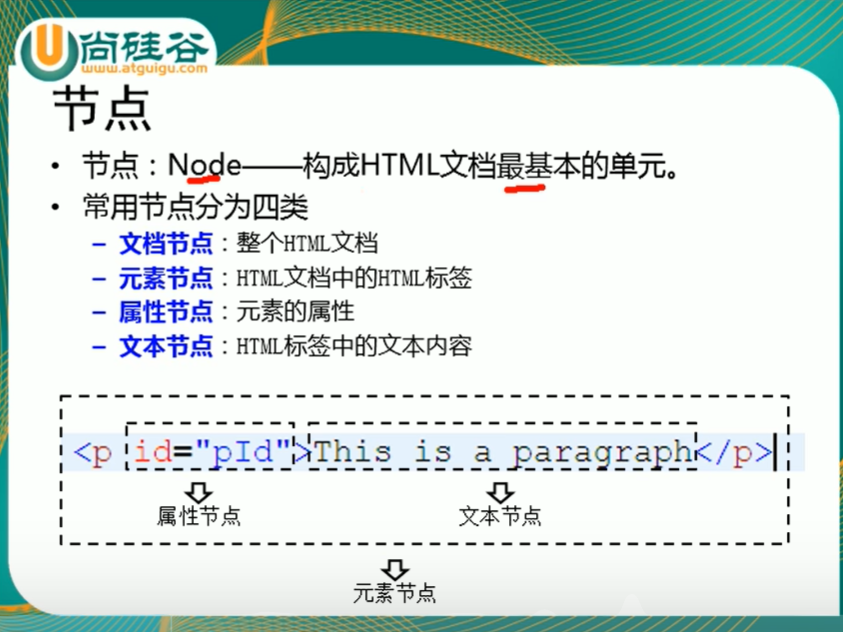 尚硅谷
www.atguigu.com
节点
• 节点：Node——构成HTML文档最基本的单元。
• 常用节点分为四类
– 文档节点：整个HTML文档
– 元素节点：HTML文档中的HTML标签
– 属性节点：元素的属性
– 文本节点：HTML标签中的文本内容
<p id="pId">This is a paragraph</p>
属性节点 文本节点
元素节点